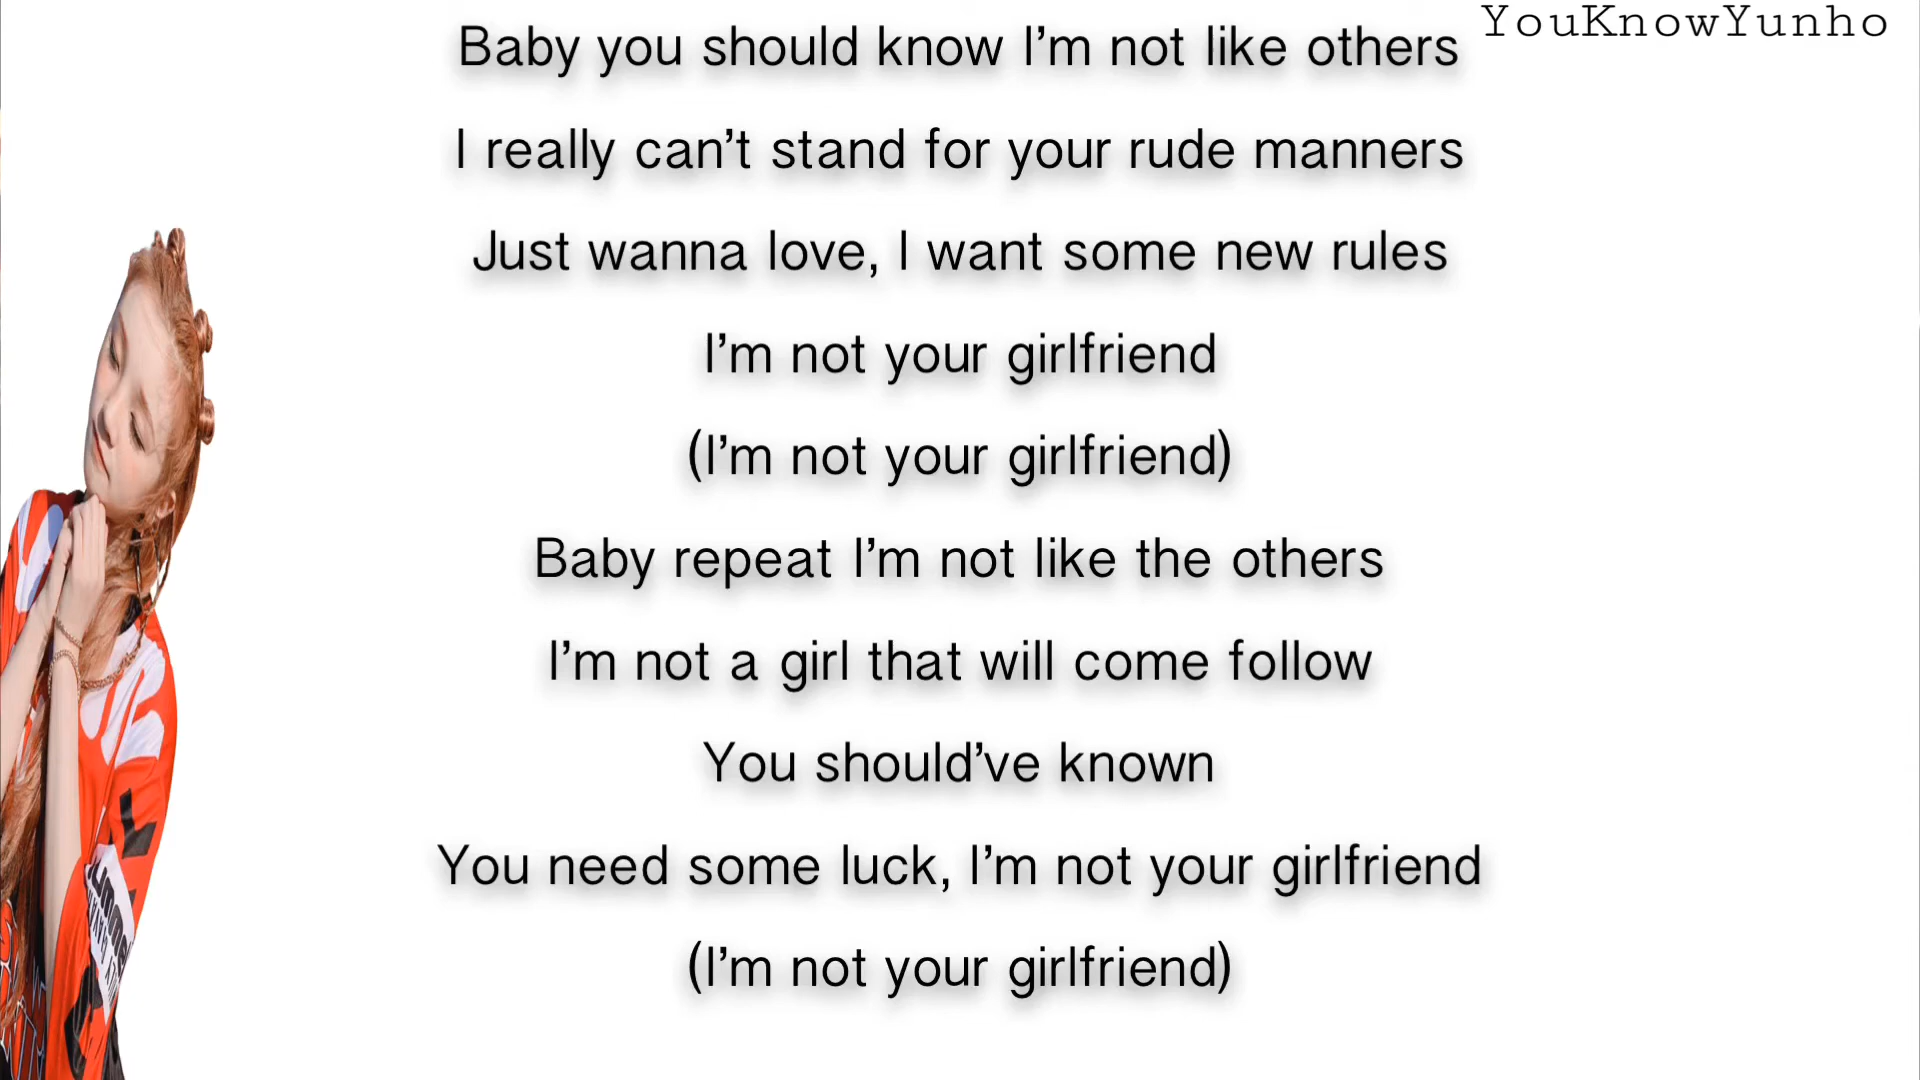 YouKnowYunho
Baby you should know I’m not like others
I really can’t stand for your rude manners
Just wanna love, I want some new rules
I’m not your girlfriend
(I’m not your girlfriend)
Baby repeat I’m not like the others
I’m not a girl that will come follow
You should’ve known
You need some luck, I’m not your girlfriend
(I’m not your girlfriend)